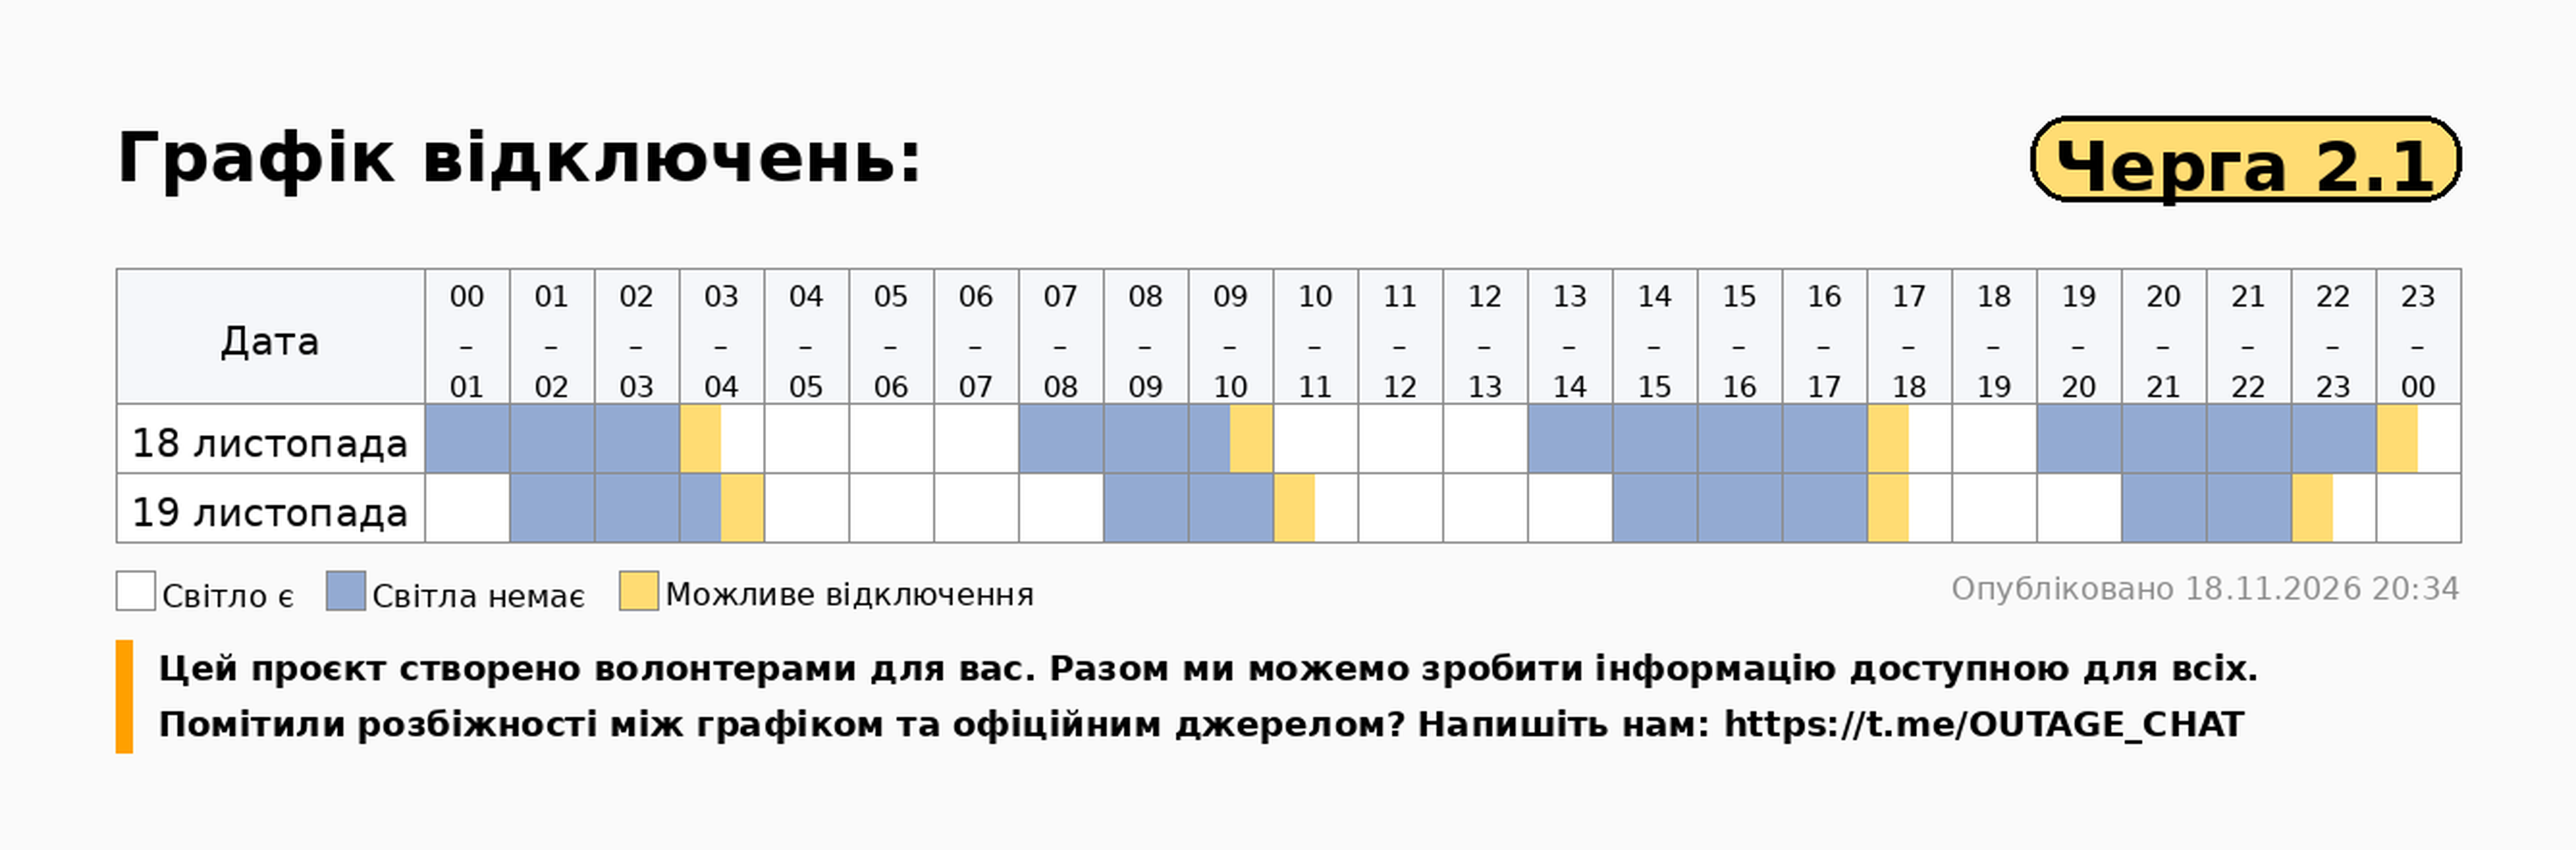 Графік відключень:
Черга 2.1
Дата
00 – 01
01 – 02
02 – 03
03 – 04
04 – 05
05 – 06
06 – 07
07 – 08
08 – 09
09 – 10
10 – 11
11 – 12
12 – 13
13 – 14
14 – 15
15 – 16
16 – 17
17 – 18
18 – 19
19 – 20
20 – 21
21 – 22
22 – 23
23 – 00
18 листопада
19 листопада
Світло є
Світла немає
Можливе відключення
Опубліковано 18.11.2026 20:34
Цей проєкт створено волонтерами для вас. Разом ми можемо зробити інформацію доступною для всіх.
Помітили розбіжності між графіком та офіційним джерелом? Напишіть нам: https://t.me/OUTAGE_CHAT